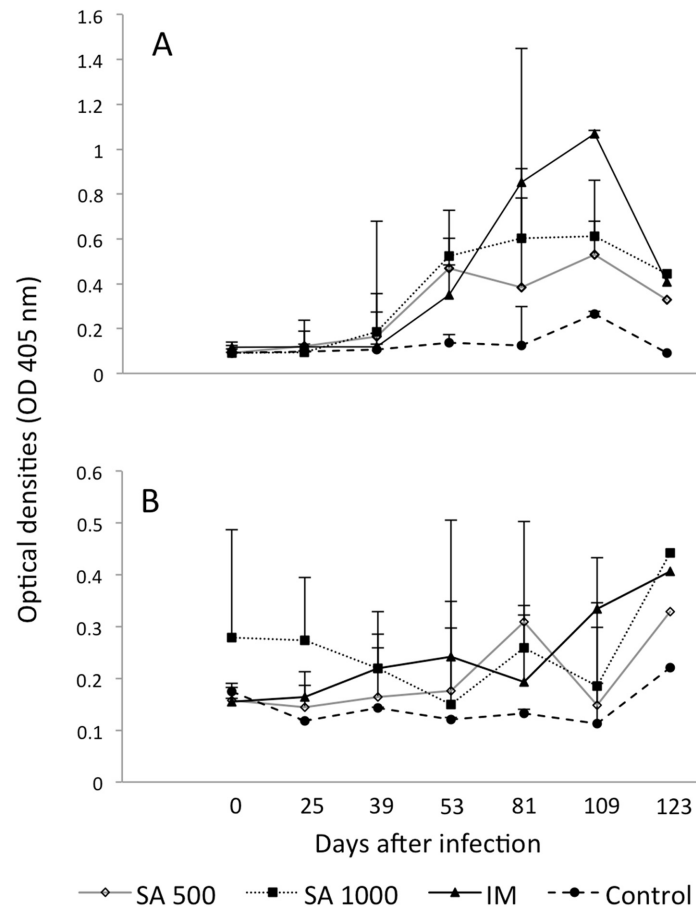 A
1.6
1.4
1.2
1
0.8
0.6
0.4
0.2
0
Optical densities (OD 405 nm)
B
0.6
0.5
0.4
0.3
0.2
0.1
0
0 25 39 53 81 109 123
Days after infection
SA 500 SA 1000 IM Control